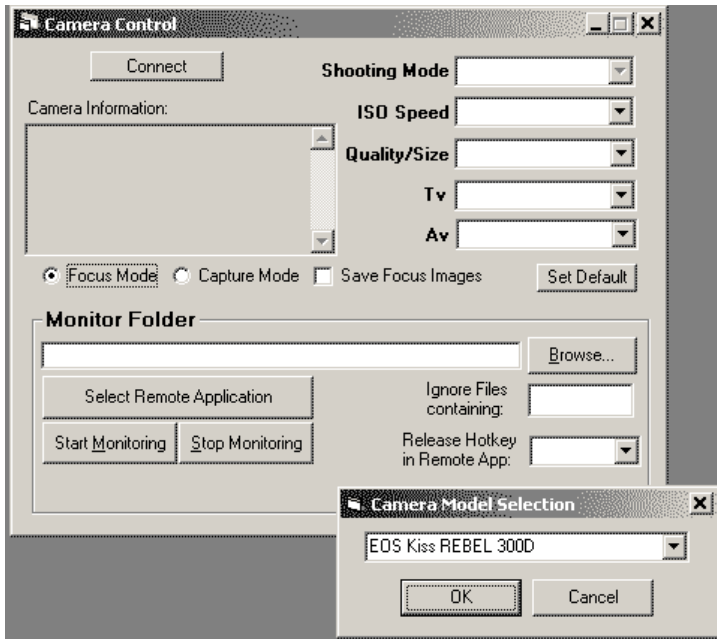 Camera Control
Connect
Shooting Mode
Camera Information:
ISO Speed
Quality/Size
Tv
Av
Focus Mode
Capture Mode
Save Focus Images
Set Default
Monitor Folder
Browse...
Select Remote Application
Ignore Files
containing:
Start Monitoring
Stop Monitoring
Release Hotkey
in Remote App:
Camera Model Selection
EOS Kiss REBEL 300D
OK
Cancel